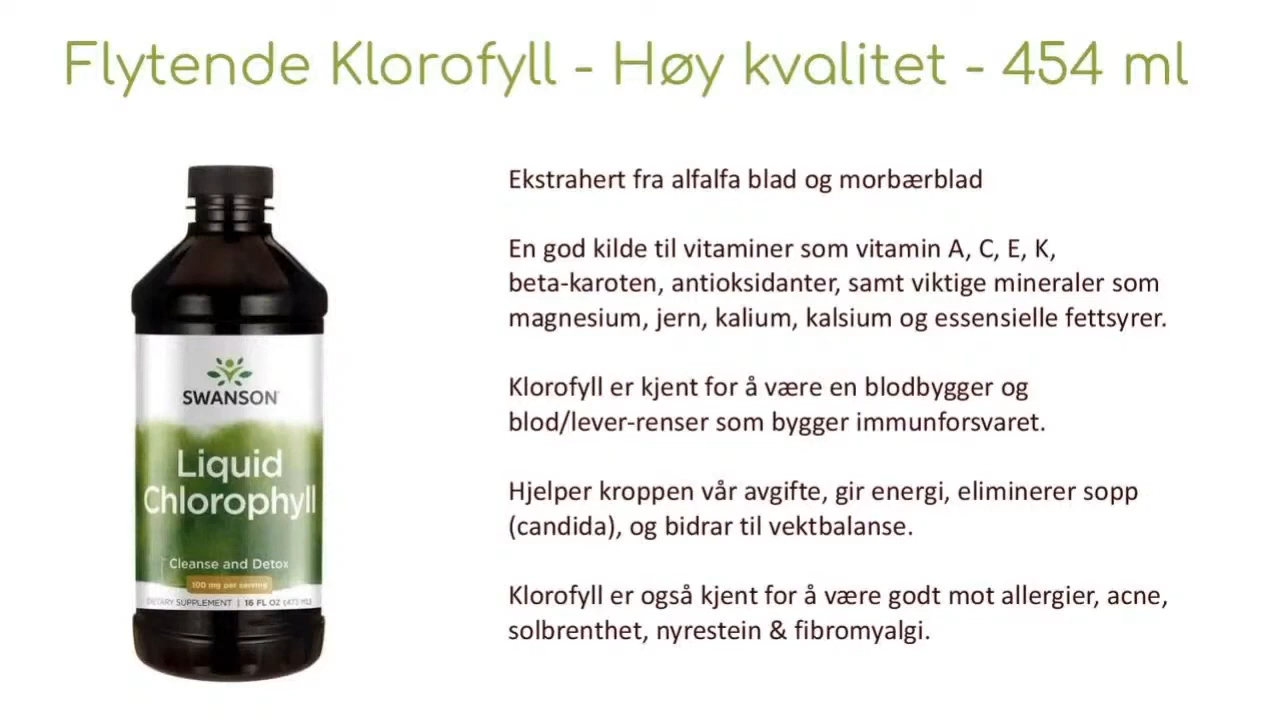 Flytende Klorofyll - Høy kvalitet - 454 ml
Ekstrahert fra alfalfa blad og morbærblad
En god kilde til vitaminer som vitamin A, C, E, K,
beta-karoten, antioksidanter, samt viktige mineraler som
magnesium, jern, kalium, kalsium og essensielle fettsyrer.
Klorofyll er kjent for å være en blodbygger og
blod/lever-renser som bygger immunforsvaret.
Hjelper kroppen vår avgifte, gir energi, eliminerer sopp
(candida), og bidrar til vektbalanse.
Klorofyll er også kjent for å være godt mot allergier, acne,
solbrenthet, nyrestein & fibromyalgi.
SWANSON
Liquid
Chlorophyll
Cleanse and Detox
100 mg per serving
DIETARY SUPPLEMENT | 16 FL OZ (473 mL)